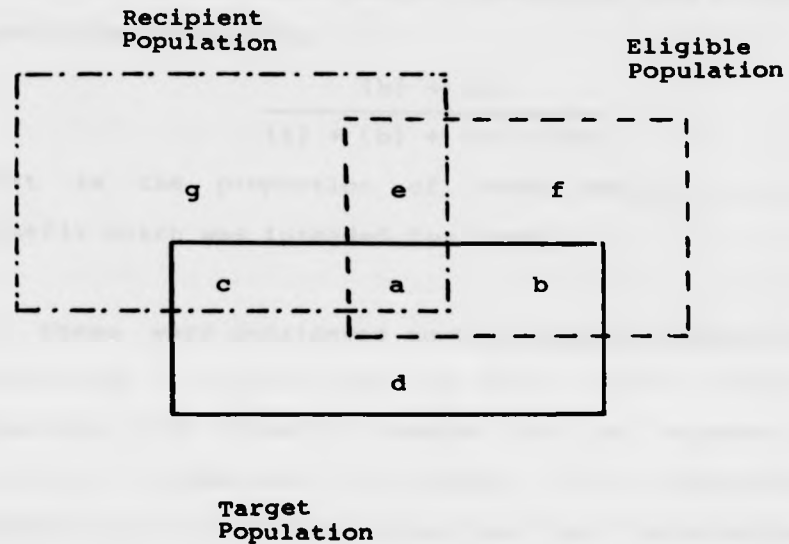 Recipient
Population
Eligible
Population
g e f
c a b
d
Target
Population